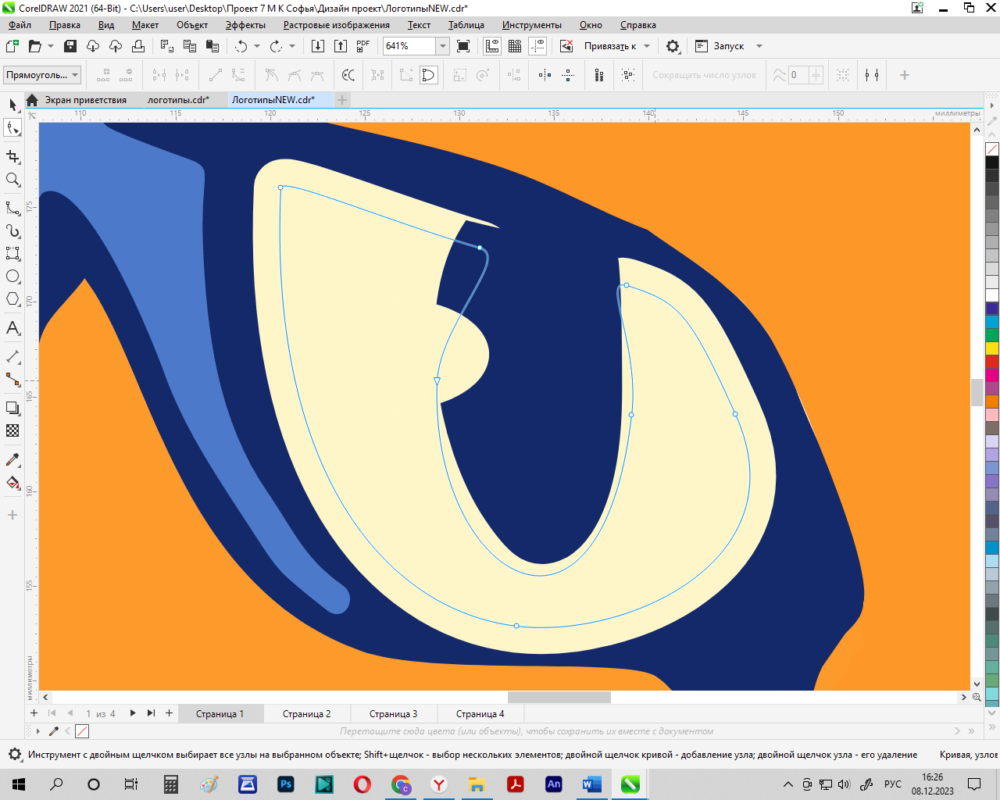 CorelDRAW 2021 (64-Bit) - C:\Users\user\Desktop\Проект 7 М К Софья\Дизайн проект\ЛоготипыNEW.cdr*
Файл Правка Вид Макет Объект Эффекты Растровые изображения Текст Таблица Инструменты Окно Справка
PDF 641% Привязать к Запуск
Прямоуголь... Сокращать число узлов 0
Экран приветствия логотипы.cdr* ЛоготипыNEW.cdr*
110 115 120 125 130 135 140 145 150 миллиметры
175
170
165
160
155
миллиметры
1 из 4 Страница 1 Страница 2 Страница 3 Страница 4
Перетащите сюда цвета (или объекты), чтобы сохранить их вместе с документом
Инструмент с двойным щелчком выбирает все узлы на выбранном объекте; Shift+щелчок - выбор нескольких элементов; двойной щелчок кривой - добавление узла; двойной щелчок узла - его удаление Кривая, узлов
Ps An W РУС 16:26
08.12.2023